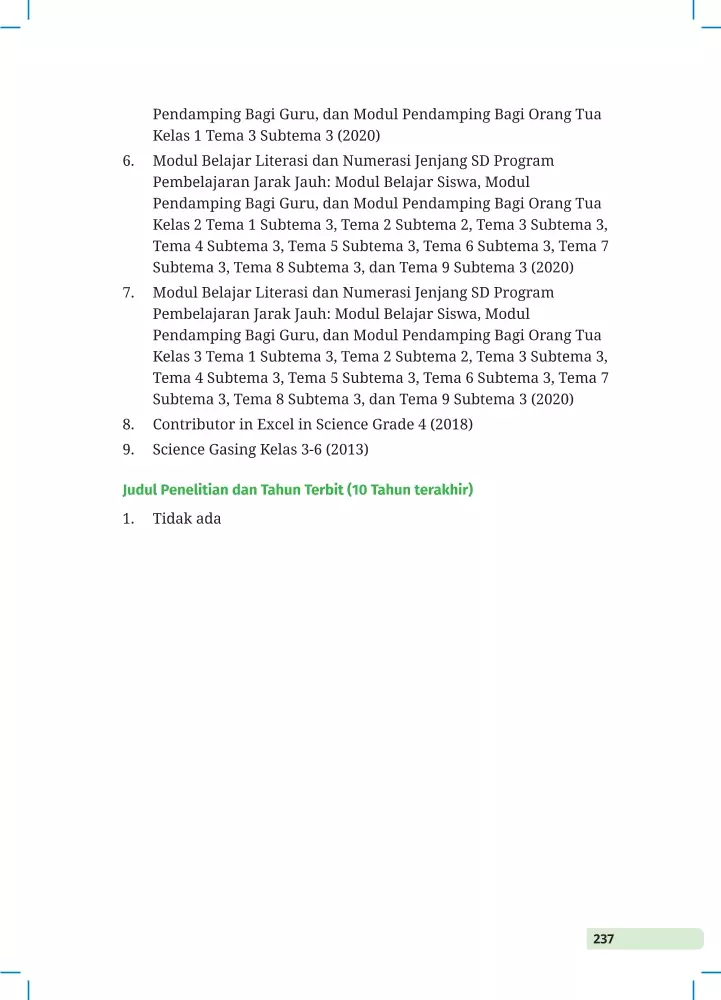 Pendamping Bagi Guru, dan Modul Pendamping Bagi Orang Tua
Kelas 1 Tema 3 Subtema 3 (2020)
6. Modul Belajar Literasi dan Numerasi Jenjang SD Program
Pembelajaran Jarak Jauh: Modul Belajar Siswa, Modul
Pendamping Bagi Guru, dan Modul Pendamping Bagi Orang Tua
Kelas 2 Tema 1 Subtema 3, Tema 2 Subtema 2, Tema 3 Subtema 3,
Tema 4 Subtema 3, Tema 5 Subtema 3, Tema 6 Subtema 3, Tema 7
Subtema 3, Tema 8 Subtema 3, dan Tema 9 Subtema 3 (2020)
7. Modul Belajar Literasi dan Numerasi Jenjang SD Program
Pembelajaran Jarak Jauh: Modul Belajar Siswa, Modul
Pendamping Bagi Guru, dan Modul Pendamping Bagi Orang Tua
Kelas 3 Tema 1 Subtema 3, Tema 2 Subtema 2, Tema 3 Subtema 3,
Tema 4 Subtema 3, Tema 5 Subtema 3, Tema 6 Subtema 3, Tema 7
Subtema 3, Tema 8 Subtema 3, dan Tema 9 Subtema 3 (2020)
8. Contributor in Excel in Science Grade 4 (2018)
9. Science Gasing Kelas 3-6 (2013)
Judul Penelitian dan Tahun Terbit (10 Tahun terakhir)
1. Tidak ada
237